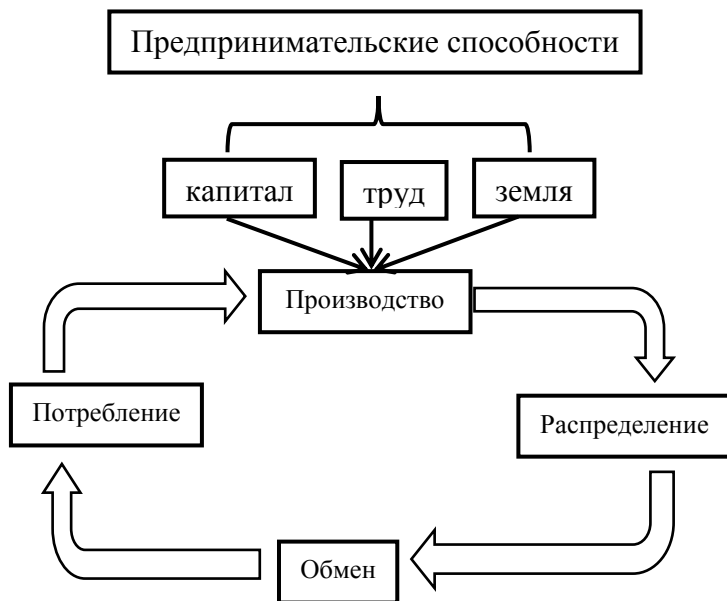 Предпринимательские способности
капитал
труд
земля
Производство
Потребление
Распределение
Обмен